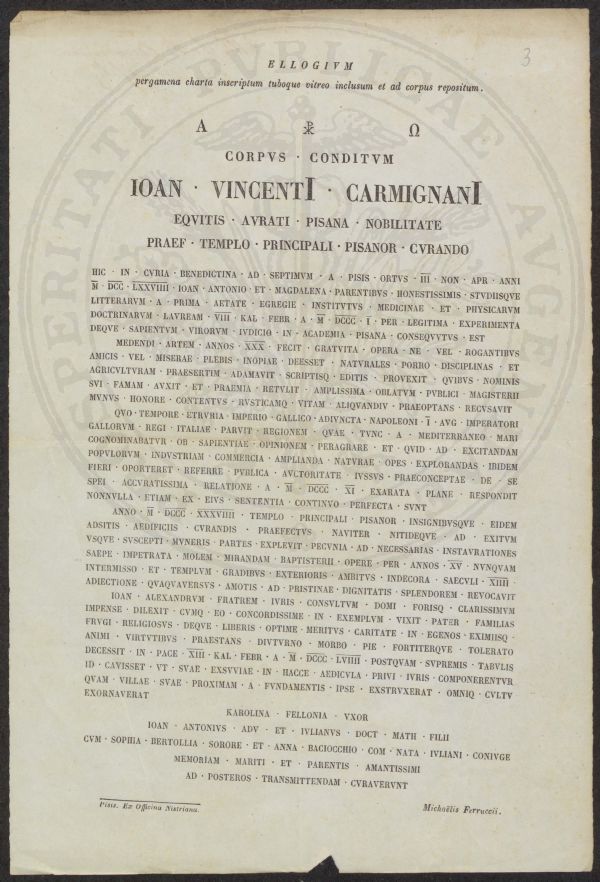 3
ELLOGIVM
pergamena charta inscriptum tuboque vitreo inclusum et ad corpus repositum.
A ☧ Ω
CORPVS · CONDITVM
IOAN · VINCENTI · CARMIGNANI
EQVITIS · AVRATI · PISANA · NOBILITATE
PRAEF · TEMPLO · PRINCIPALI · PISANOR · CVRANDO
HIC · IN · CVRIA · BENEDICTINA · AD · SEPTIMVM · A · PISIS · ORTVS · I̅I̅I̅ · NON · APR · ANNI
M̅ · D̅C̅C̅ · L̅X̅X̅V̅I̅I̅I̅I̅ · IOAN · ANTONIO · ET · MAGDALENA · PARENTIBVS · HONESTISSIMIS · STVDIISQVE
LITTERARVM · A · PRIMA · AETATE · EGREGIE · INSTITVTVS · MEDICINAE · ET · PHYSICARVM
DOCTRINARVM · LAVREAM · VIII · KAL · FEBR · A · M̅ · D̅C̅C̅C̅ · I̅ · PER · LEGITIMA · EXPERIMENTA
DEQVE · SAPIENTVM · VIRORVM · IVDICIO · IN · ACADEMIA · PISANA · CONSEQVVTVS · EST
MEDENDI · ARTEM · ANNOS · X̅X̅X̅ · FECIT · GRATVITA · OPERA · NE · VEL · ROGANTIBVS
AMICIS · VEL · MISERAE · PLEBIS · INOPIAE · DEESSET · NATVRALES · PORRO · DISCIPLINAS · ET
AGRICVLTVRAM · PRAESERTIM · ADAMAVIT · SCRIPTISQ · EDITIS · PROVEXIT · QVIBVS · NOMINIS
SVI · FAMAM · AVXIT · ET · PRAEMIA · RETVLIT · AMPLISSIMA · OBLATVM · PVBLICI · MAGISTERII
MVNVS · HONORE · CONTENTVS · RVSTICAMQ · VITAM · ALIQVANDIV · PRAEOPTANS · RECVSAVIT
QVO · TEMPORE · ETRVRIA · IMPERIO · GALLICO · ADIVNCTA · NAPOLEONI · I̅ · AVG · IMPERATORI
GALLORVM · REGI · ITALIAE · PARVIT · REGIONEM · QVAE · TVNC · A · MEDITERRANEO · MARI
COGNOMINABATVR · OB · SAPIENTIAE · OPINIONEM · PERAGRARE · ET · QVID · AD · EXCITANDAM
POPVLORVM · INDVSTRIAM · COMMERCIA · AMPLIANDA · NATVRAE · OPES · EXPLORANDAS · IBIDEM
FIERI · OPORTERET · REFERRE · PVBLICA · AVCTORITATE · IVSSVS · PRAECONCEPTAE · DE · SE
SPEI · ACCVRATISSIMA · RELATIONE · A · M̅ · D̅C̅C̅C̅ · X̅I̅ · EXARATA · PLANE · RESPONDIT
NONNVLLA · ETIAM · EX · EIVS · SENTENTIA · CONTINVO · PERFECTA · SVNT
ANNO · M̅ · D̅C̅C̅C̅ · X̅X̅X̅V̅I̅I̅I̅I̅ · TEMPLO · PRINCIPALI · PISANOR · INSIGNIBVSQVE · EIDEM
ADSITIS · AEDIFICIIS · CVRANDIS · PRAEFECTVS · NAVITER · NITIDEQVE · AD · EXITVM
VSQVE · SVSCEPTI · MVNERIS · PARTES · EXPLEVIT · PECVNIA · AD · NECESSARIAS · INSTAVRATIONES
SAEPE · IMPETRATA · MOLEM · MIRANDAM · BAPTISTERII · OPERE · PER · ANNOS · X̅V̅ · NVNQVAM
INTERMISSO · ET · TEMPLVM · GRADIBVS · EXTERIORIS · AMBITVS · INDECORA · SAECVLI · X̅I̅I̅I̅I̅
ADIECTIONE · QVAQVAVERSVS · AMOTIS · AD · PRISTINAE · DIGNITATIS · SPLENDOREM · REVOCAVIT
IOAN · ALEXANDRVM · FRATREM · IVRIS · CONSVLTVM · DOMI · FORISQ · CLARISSIMVM
IMPENSE · DILEXIT · CVMQ · EO · CONCORDISSIME · IN · EXEMPLVM · VIXIT · PATER · FAMILIAS
FRVGI · RELIGIOSVS · DEQVE · LIBERIS · OPTIME · MERITVS · CARITATE · IN · EGENOS · EXIMIISQ ·
ANIMI · VIRTVTIBVS · PRAESTANS · DIVTVRNO · MORBO · PIE · FORTITERQVE · TOLERATO
DECESSIT · IN · PACE · X̅I̅I̅I̅ · KAL · FEBR · A · M̅ · D̅C̅C̅C̅ · L̅V̅I̅I̅I̅I̅ · POSTQVAM · SVPREMIS · TABVLIS
ID · CAVISSET · VT · SVAE · EXSVVIAE · IN · HACCE · AEDICVLA · PRIVI · IVRIS · COMPONERENTVR
QVAM · VILLAE · SVAE · PROXIMAM · A · FVNDAMENTIS · IPSE · EXSTRVXERAT · OMNIQ · CVLTV
EXORNAVERAT
KAROLINA · FELLONIA · VXOR
IOAN · ANTONIVS · ADV · ET · IVLIANVS · DOCT · MATH · FILII
CVM · SOPHIA · BERTOLLIA · SORORE · ET · ANNA · BACIOCCHIO · COM · NATA · IVLIANI · CONIVGE
MEMORIAM · MARITI · ET · PARENTIS · AMANTISSIMI
AD · POSTEROS · TRANSMITTENDAM · CVRAVERVNT
Pisis. Ex Officina Nistriana.
Michaëlis Ferruccii.